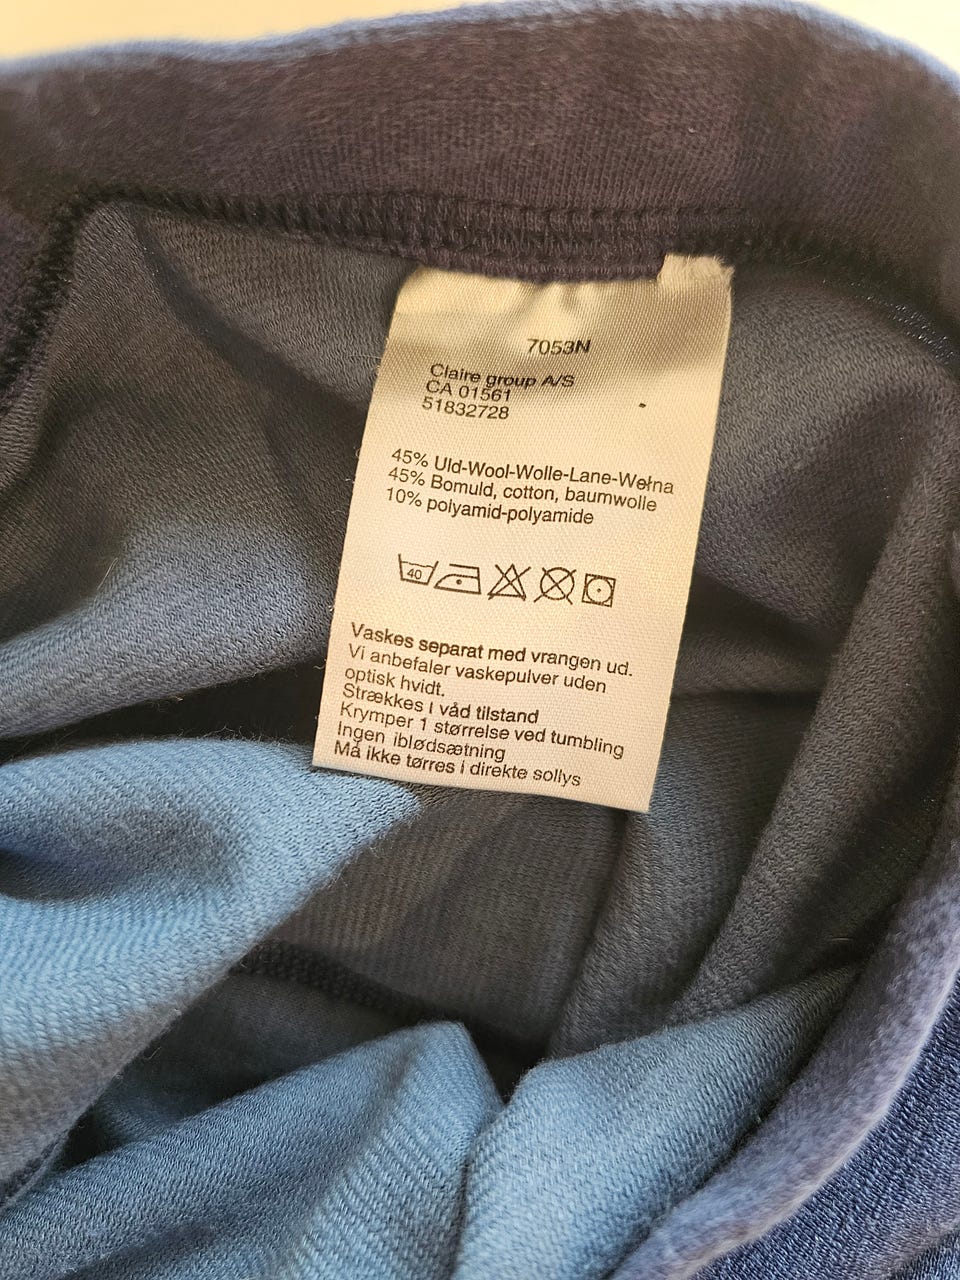 7053N
Claire group A/S
CA 01561
51832728
45% Uld-Wool-Wolle-Lane-Wełna
45% Bomuld, cotton, baumwolle
10% polyamid-polyamide
40
Vaskes separat med vrangen ud.
Vi anbefaler vaskepulver uden
optisk hvidt.
Strækkes i våd tilstand
Krymper 1 størrelse ved tumbling
Ingen iblødsætning
Må ikke tørres i direkte sollys